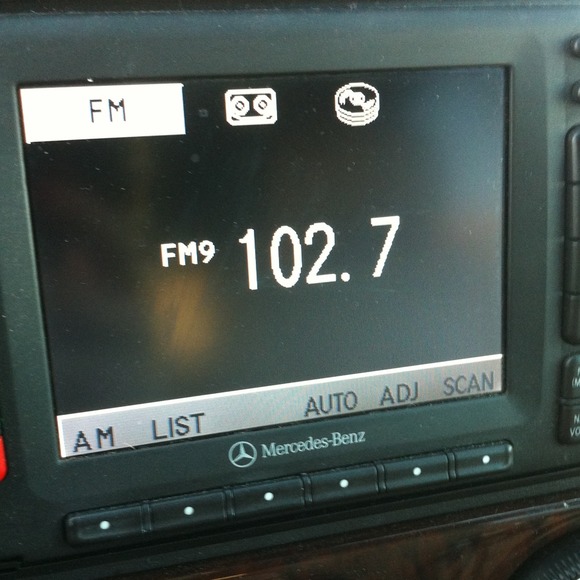 FM
FM9 102.7
AM LIST AUTO ADJ SCAN
Mercedes-Benz